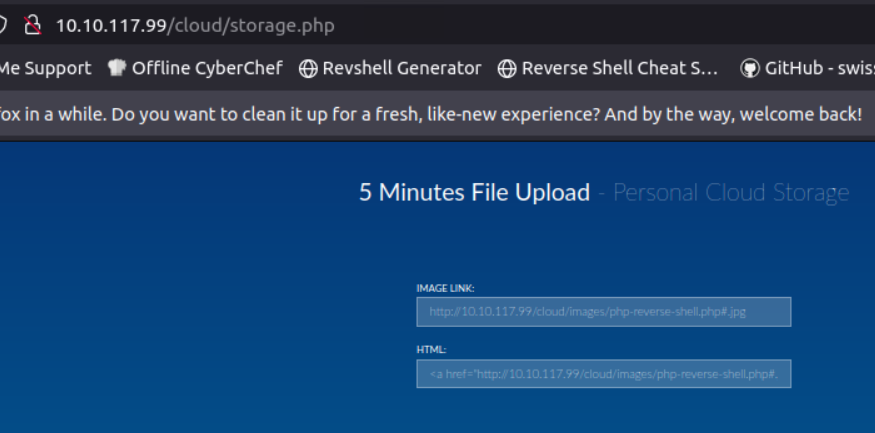 10.10.117.99/cloud/storage.php
Me Support Offline CyberChef Revshell Generator Reverse Shell Cheat S... GitHub - swis
fox in a while. Do you want to clean it up for a fresh, like-new experience? And by the way, welcome back!
5 Minutes File Upload - Personal Cloud Storage
IMAGE LINK:
http://10.10.117.99/cloud/images/php-reverse-shell.php#.jpg
HTML:
<a href="http://10.10.117.99/cloud/images/php-reverse-shell.php#.